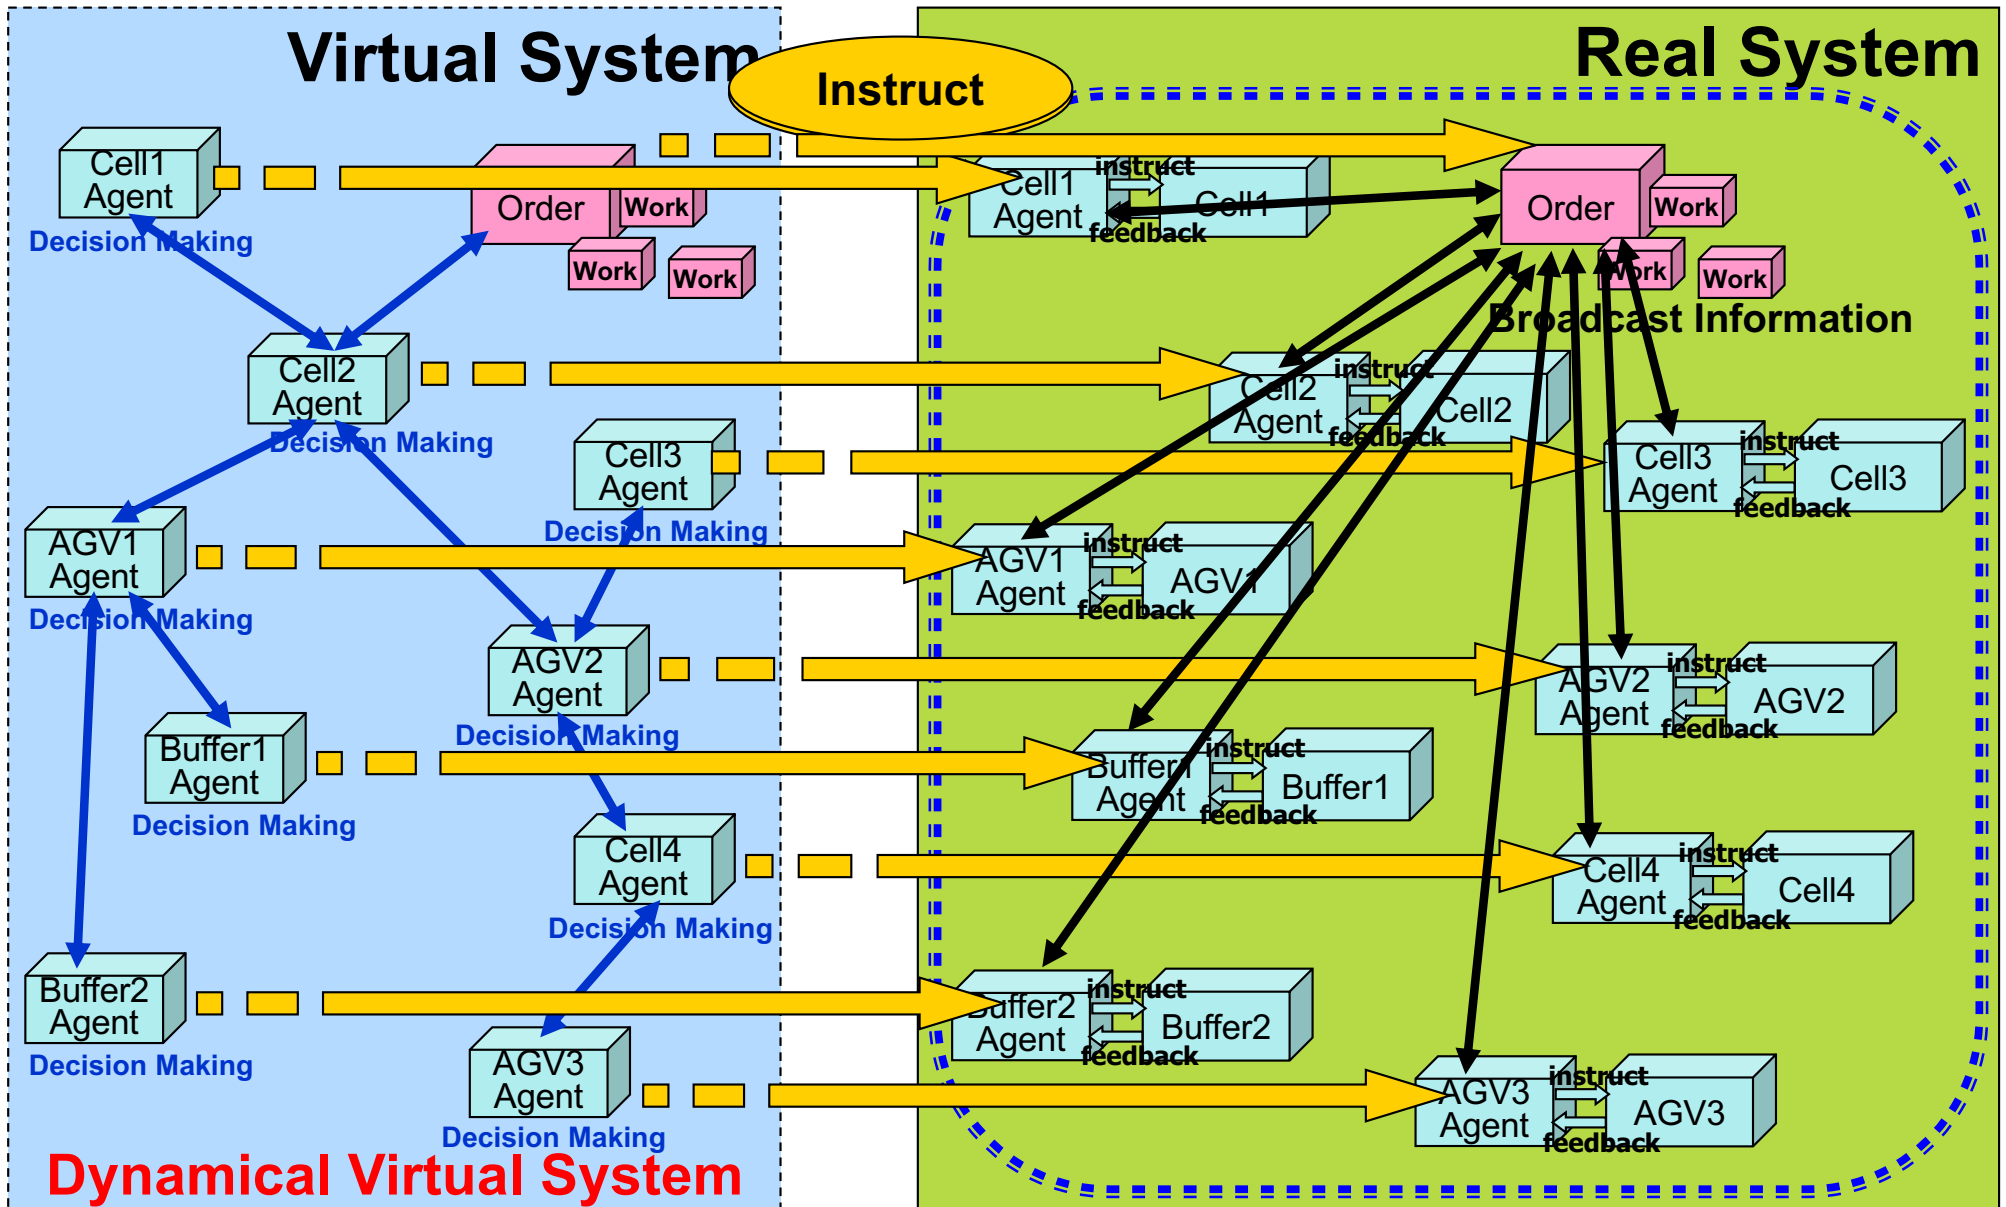 Virtual System
Instruct
Real System
Cell1
Agent
Decision Making
Order
Work
Work
Work
Cell2
Agent
Decision Making
Cell3
Agent
Decision Making
AGV1
Agent
Decision Making
AGV2
Agent
Decision Making
Buffer1
Agent
Decision Making
Cell4
Agent
Decision Making
Buffer2
Agent
Decision Making
AGV3
Agent
Decision Making
Dynamical Virtual System
Cell1
Agent
instruct
feedback
Cell1
Order
Work
Work
Work
Broadcast Information
Cell2
Agent
instruct
feedback
Cell2
Cell3
Agent
instruct
feedback
Cell3
AGV1
Agent
instruct
feedback
AGV1
AGV2
Agent
instruct
feedback
AGV2
Buffer1
Agent
instruct
feedback
Buffer1
Cell4
Agent
instruct
feedback
Cell4
Buffer2
Agent
instruct
feedback
Buffer2
AGV3
Agent
instruct
feedback
AGV3